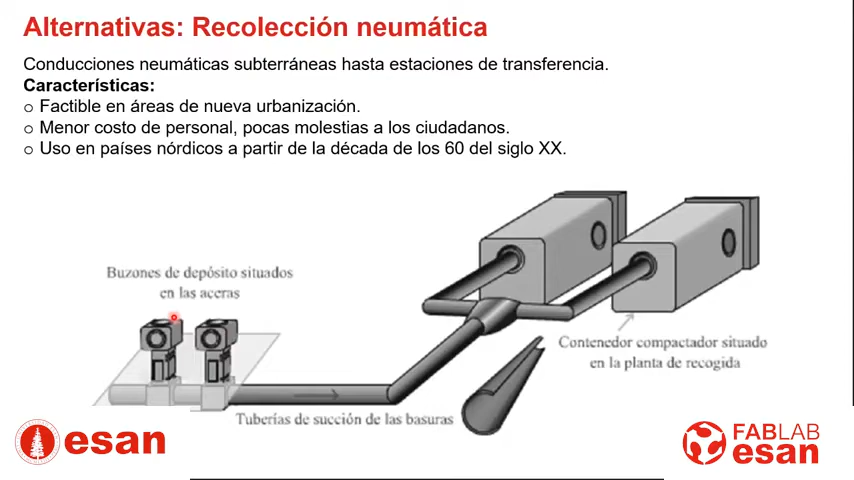 Alternativas: Recolección neumática
Conducciones neumáticas subterráneas hasta estaciones de transferencia.
Características:
o Factible en áreas de nueva urbanización.
o Menor costo de personal, pocas molestias a los ciudadanos.
o Uso en países nórdicos a partir de la década de los 60 del siglo XX.
Buzones de depósito situados
en las aceras
Contenedor compactador situado
en la planta de recogida
Tuberías de succión de las basuras
esan
FABLAB
esan